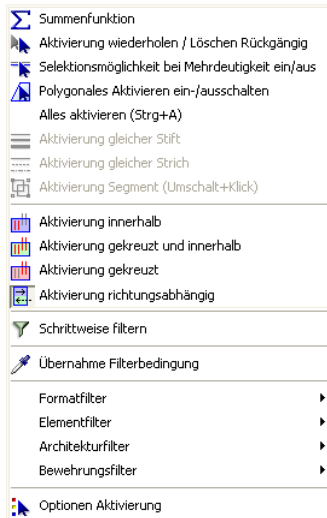 Summenfunktion
Aktivierung wiederholen / Löschen Rückgängig
Selektionsmöglichkeit bei Mehrdeutigkeit ein/aus
Polygonales Aktivieren ein-/ausschalten
Alles aktivieren (Strg+A)
Aktivierung gleicher Stift
Aktivierung gleicher Strich
Aktivierung Segment (Umschalt+Klick)
Aktivierung innerhalb
Aktivierung gekreuzt und innerhalb
Aktivierung gekreuzt
Aktivierung richtungsabhängig
Schrittweise filtern
Übernahme Filterbedingung
Formatfilter
Elementfilter
Architekturfilter
Bewehrungsfilter
Optionen Aktivierung